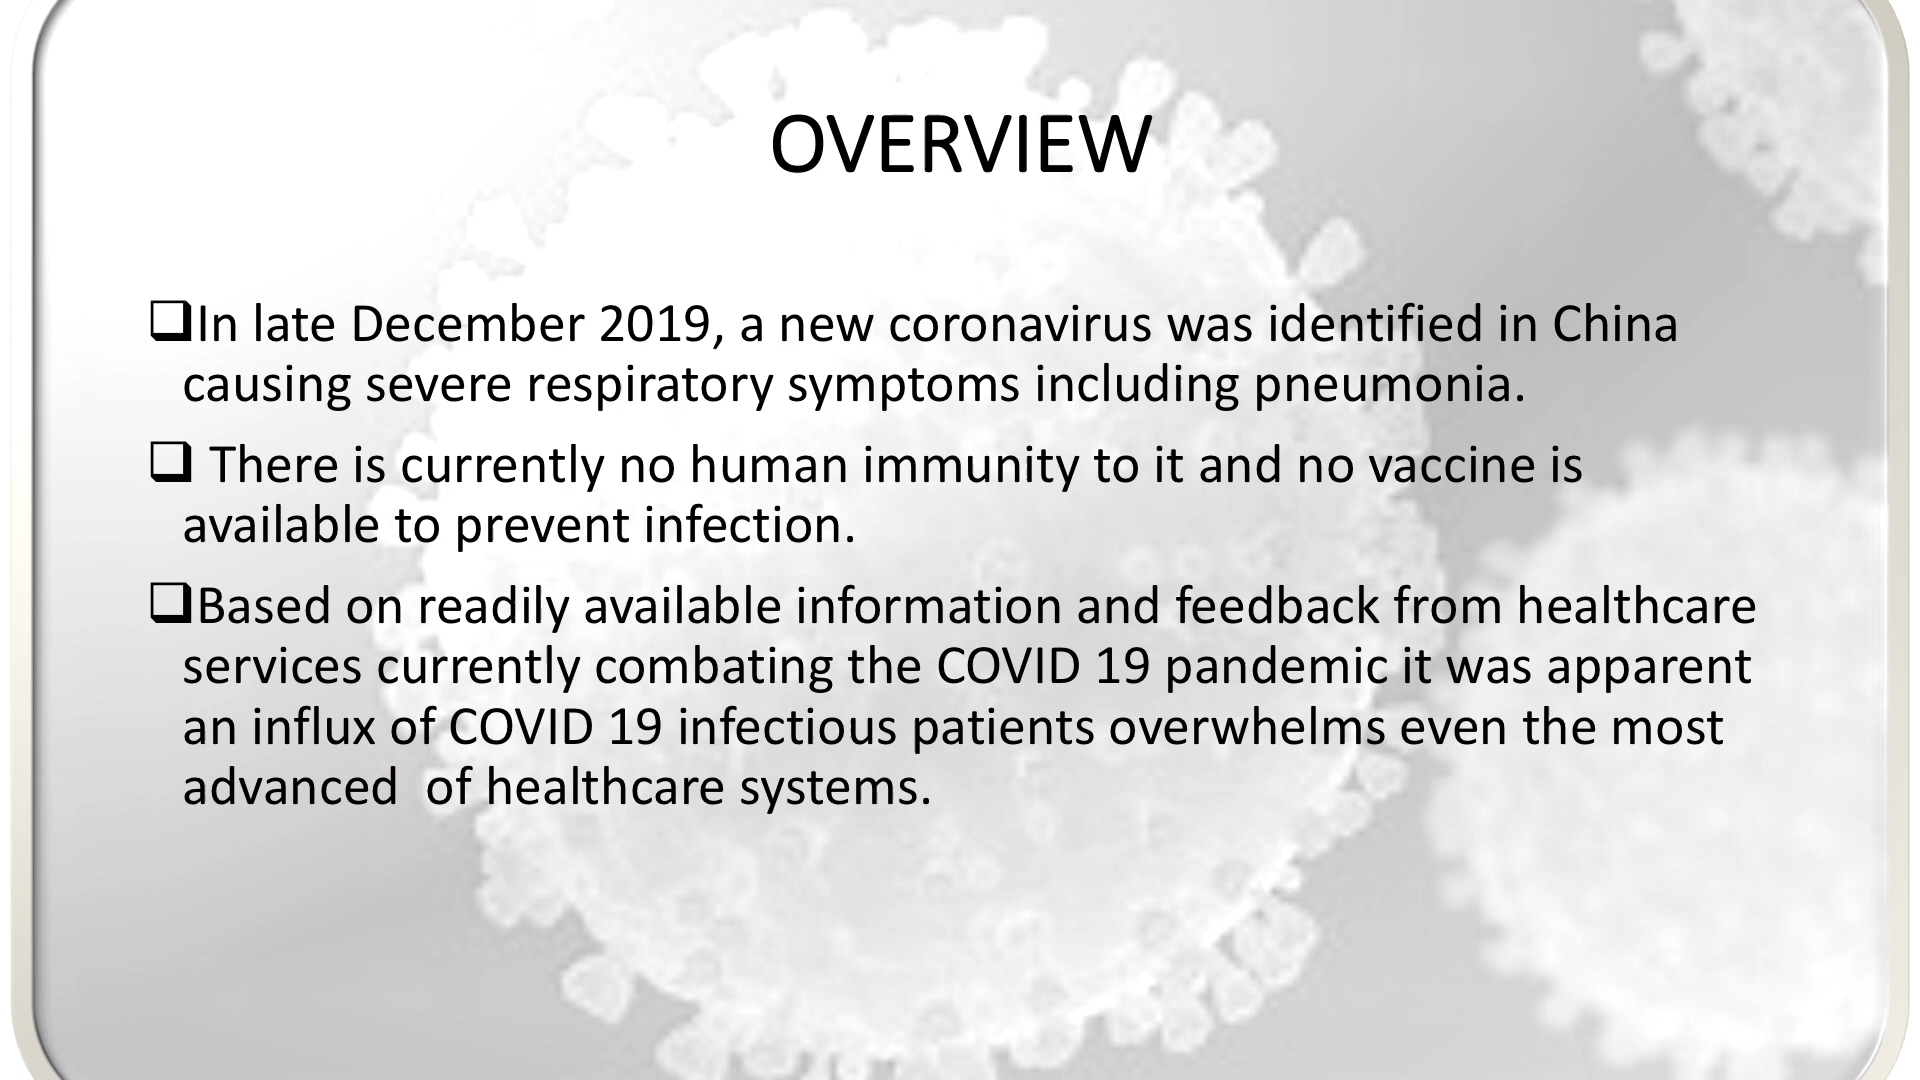 OVERVIEW
❑In late December 2019, a new coronavirus was identified in China
causing severe respiratory symptoms including pneumonia.
❑ There is currently no human immunity to it and no vaccine is
available to prevent infection.
❑Based on readily available information and feedback from healthcare
services currently combating the COVID 19 pandemic it was apparent
an influx of COVID 19 infectious patients overwhelms even the most
advanced  of healthcare systems.